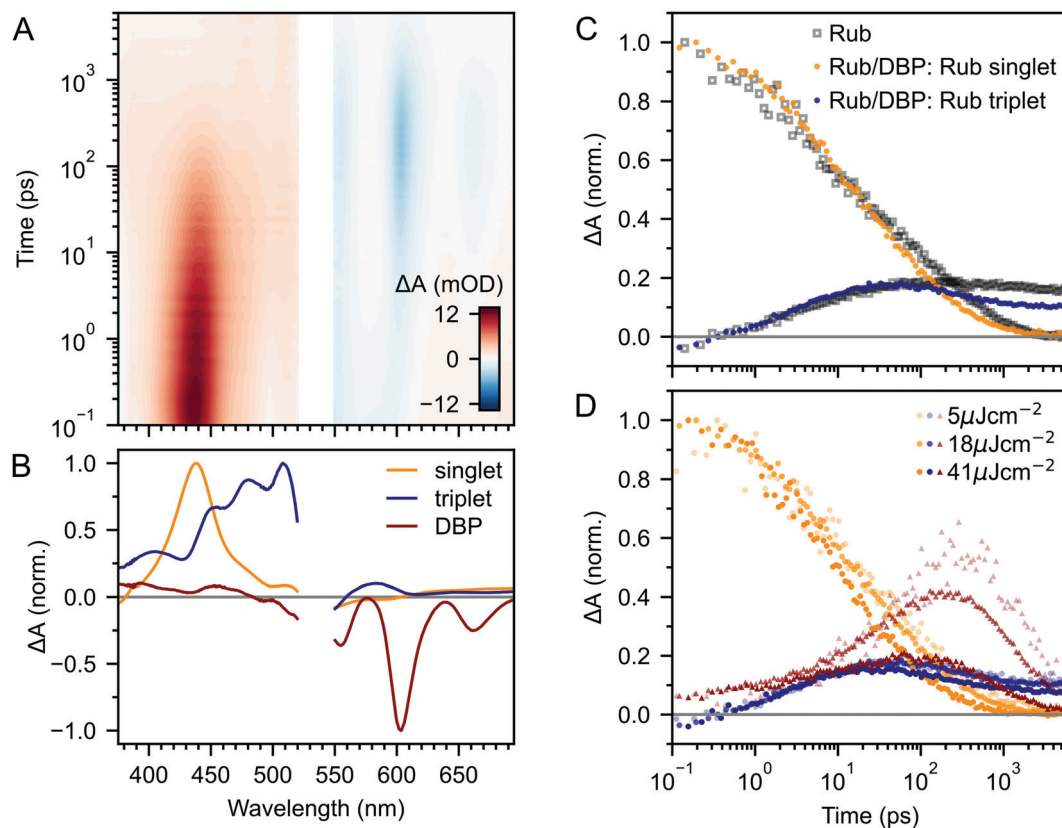 A
Time (ps)
10³
10²
10¹
10⁰
10⁻¹
ΔA (mOD)
12
0
−12
B
ΔA (norm.)
1.0
0.5
0.0
−0.5
−1.0
singlet
triplet
DBP
400
450
500
550
600
650
Wavelength (nm)
C
ΔA (norm.)
1.0
0.8
0.6
0.4
0.2
0.0
Rub
Rub/DBP: Rub singlet
Rub/DBP: Rub triplet
D
ΔA (norm.)
1.0
0.8
0.6
0.4
0.2
0.0
5μJcm⁻²
18μJcm⁻²
41μJcm⁻²
10⁻¹
10⁰
10¹
10²
10³
Time (ps)